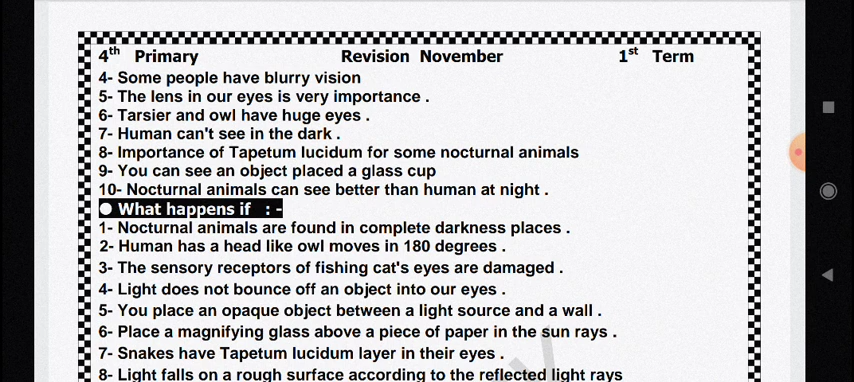 4th Primary Revision November 1st Term
4- Some people have blurry vision
5- The lens in our eyes is very importance .
6- Tarsier and owl have huge eyes .
7- Human can't see in the dark .
8- Importance of Tapetum lucidum for some nocturnal animals
9- You can see an object placed a glass cup
10- Nocturnal animals can see better than human at night .
● What happens if : -
1- Nocturnal animals are found in complete darkness places .
2- Human has a head like owl moves in 180 degrees .
3- The sensory receptors of fishing cat's eyes are damaged .
4- Light does not bounce off an object into our eyes .
5- You place an opaque object between a light source and a wall .
6- Place a magnifying glass above a piece of paper in the sun rays .
7- Snakes have Tapetum lucidum layer in their eyes .
8- Light falls on a rough surface according to the reflected light rays